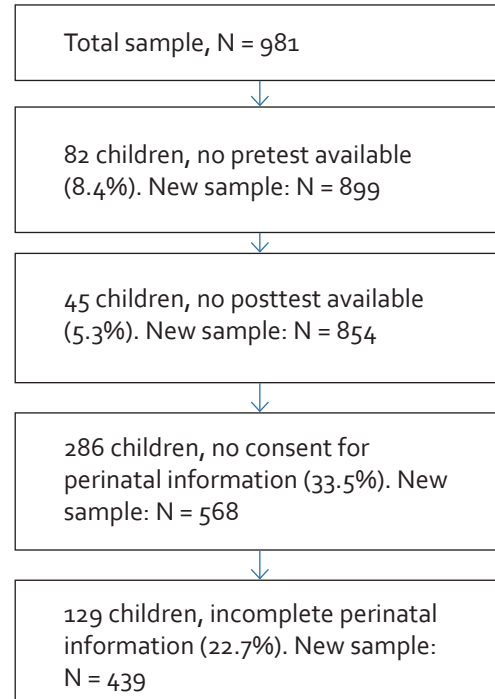 Total sample, N = 981
82 children, no pretest available
(8.4%). New sample: N = 899
45 children, no posttest available
(5.3%). New sample: N = 854
286 children, no consent for
perinatal information (33.5%). New
sample: N = 568
129 children, incomplete perinatal
information (22.7%). New sample:
N = 439